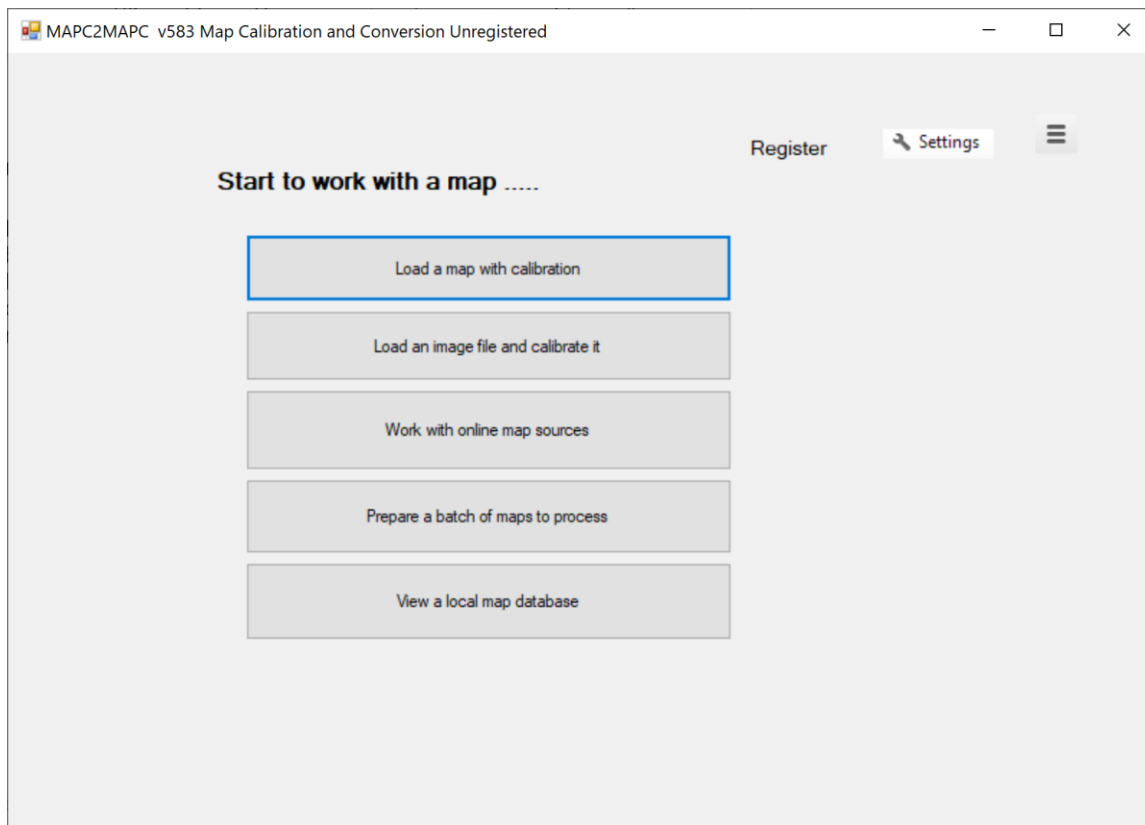 MAPC2MAPC v583 Map Calibration and Conversion Unregistered
Register
Settings
Start to work with a map .....
Load a map with calibration
Load an image file and calibrate it
Work with online map sources
Prepare a batch of maps to process
View a local map database